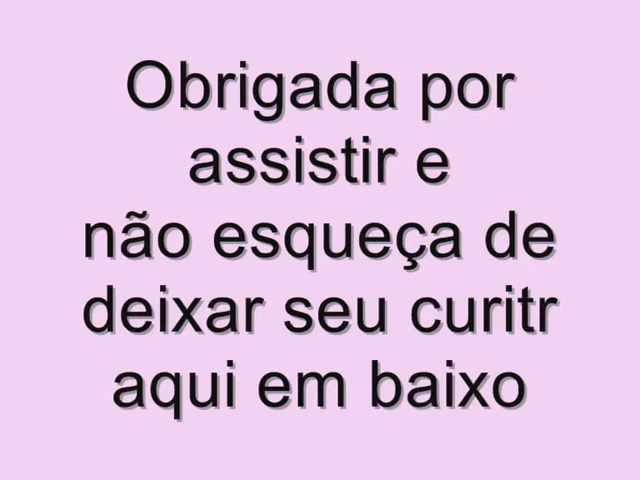 Obrigada por
assistir e
não esqueça de
deixar seu curitr
aqui em baixo